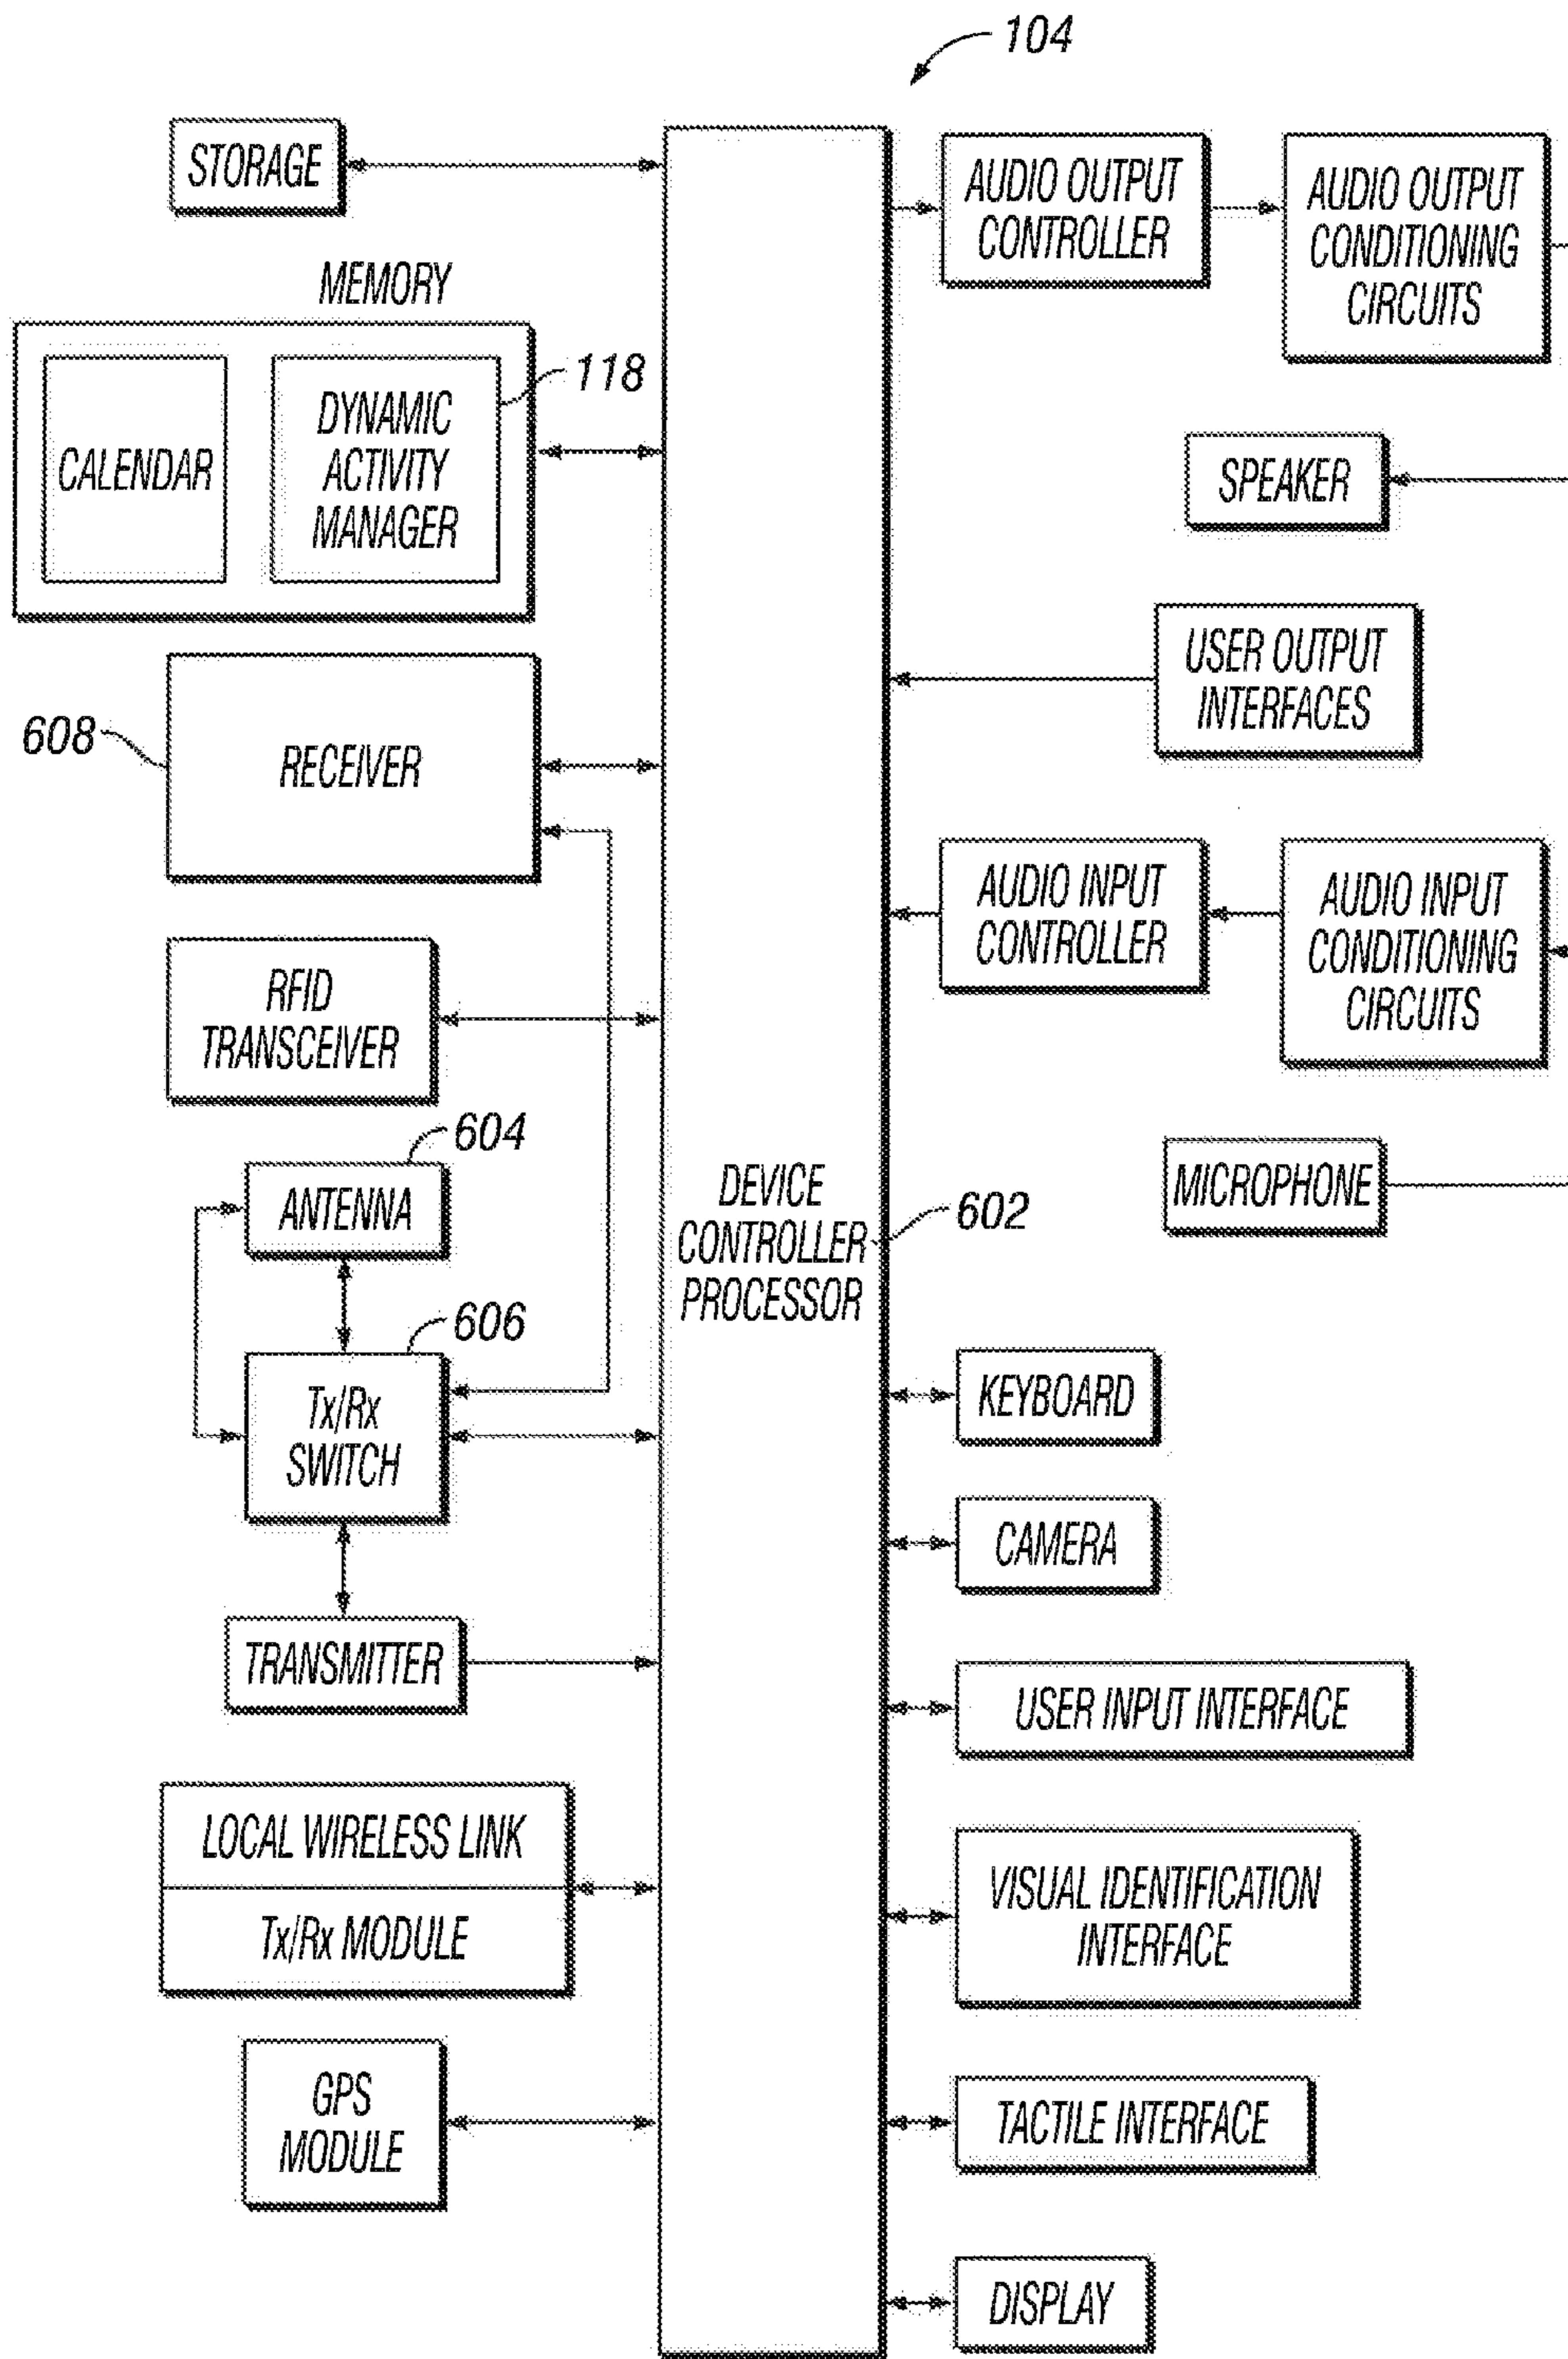 104
STORAGE
MEMORY
CALENDAR
DYNAMIC
ACTIVITY
MANAGER
118
608
RECEIVER
RFID
TRANSCEIVER
604
ANTENNA
606
Tx/Rx
SWITCH
TRANSMITTER
LOCAL WIRELESS LINK
Tx/Rx MODULE
GPS
MODULE
DEVICE
CONTROLLER
PROCESSOR
602
AUDIO OUTPUT
CONTROLLER
AUDIO OUTPUT
CONDITIONING
CIRCUITS
SPEAKER
USER OUTPUT
INTERFACES
AUDIO INPUT
CONTROLLER
AUDIO INPUT
CONDITIONING
CIRCUITS
MICROPHONE
KEYBOARD
CAMERA
USER INPUT INTERFACE
VISUAL IDENTIFICATION
INTERFACE
TACTILE INTERFACE
DISPLAY